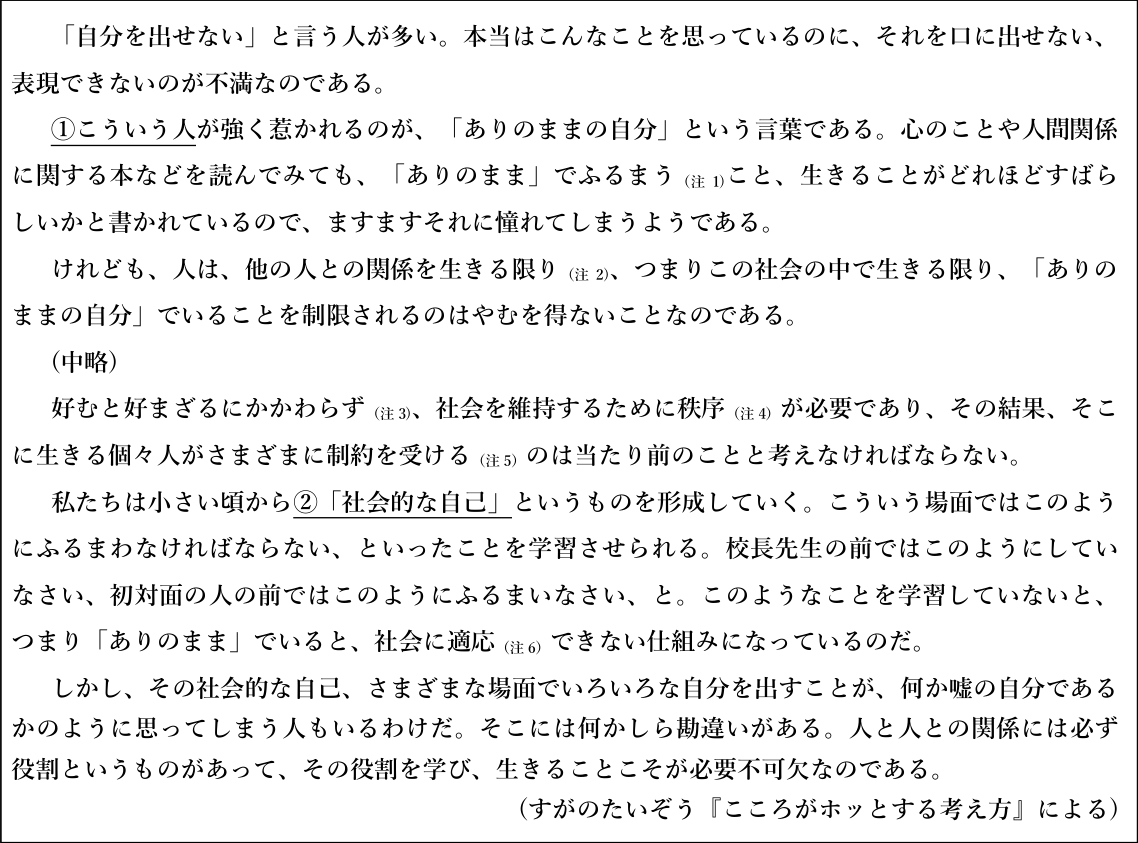 「自分を出せない」と言う人が多い。本当はこんなことを思っているのに、それを口に出せない、
表現できないのが不満なのである。
①こういう人が強く惹かれるのが、「ありのままの自分」という言葉である。心のことや人間関係
に関する本などを読んでみても、「ありのまま」でふるまう（注 1)こと、生きることがどれほどすばら
しいかと書かれているので、ますますそれに憧れてしまうようである。
けれども、人は、他の人との関係を生きる限り（注 2)、つまりこの社会の中で生きる限り、「ありの
ままの自分」でいることを制限されるのはやむを得ないことなのである。
（中略）
好むと好まざるにかかわらず（注 3)、社会を維持するために秩序（注 4）が必要であり、その結果、そこ
に生きる個々人がさまざまに制約を受ける（注 5）のは当たり前のことと考えなければならない。
私たちは小さい頃から②「社会的な自己」というものを形成していく。こういう場面ではこのよう
にふるまわなければならない、といったことを学習させられる。校長先生の前ではこのようにしてい
なさい、初対面の人の前ではこのようにふるまいなさい、と。このようなことを学習していないと、
つまり「ありのまま」でいると、社会に適応（注 6）できない仕組みになっているのだ。
しかし、その社会的な自己、さまざまな場面でいろいろな自分を出すことが、何か嘘の自分である
かのように思ってしまう人もいるわけだ。そこには何かしら勘違いがある。人と人との関係には必ず
役割というものがあって、その役割を学び、生きることこそが必要不可欠なのである。
（すがのたいぞう『こころがホッとする考え方』による）